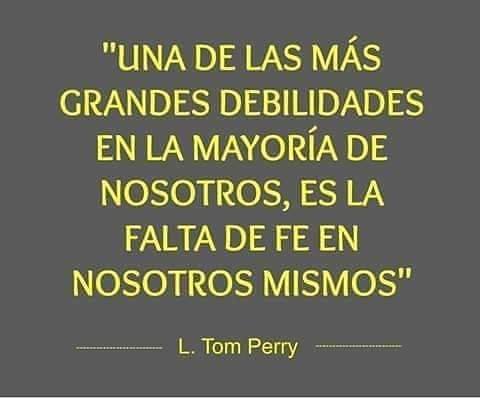 "UNA DE LAS MÁS
GRANDES DEBILIDADES
EN LA MAYORÍA DE
NOSOTROS, ES LA
FALTA DE FE EN
NOSOTROS MISMOS"
L. Tom Perry